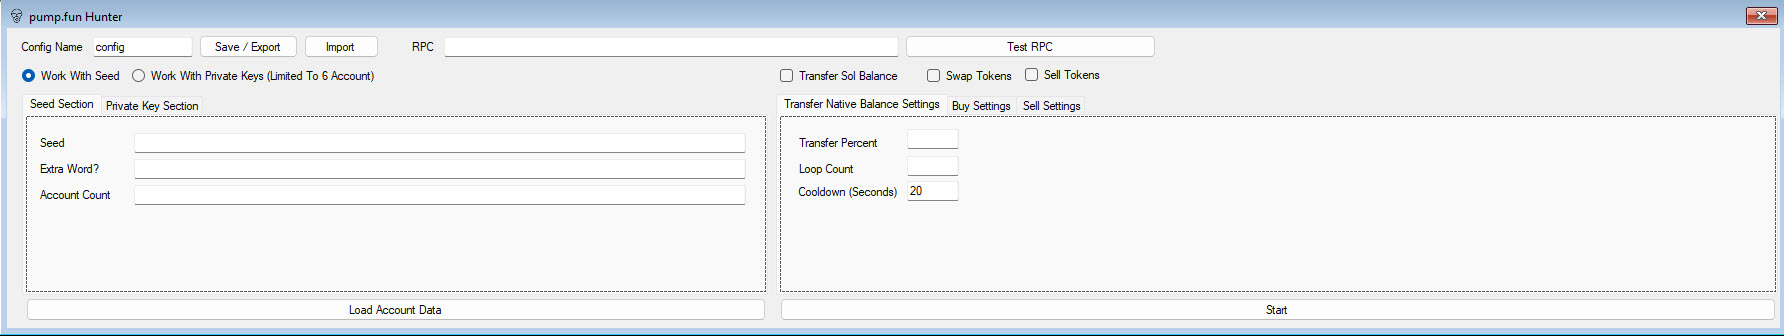 pump.fun Hunter
Config Name config Save / Export Import RPC Test RPC
Work With Seed Work With Private Keys (Limited To 6 Account) Transfer Sol Balance Swap Tokens Sell Tokens
Seed Section Private Key Section Transfer Native Balance Settings Buy Settings Sell Settings
Seed Transfer Percent
Extra Word? Loop Count
Account Count Cooldown (Seconds) 20
Load Account Data Start